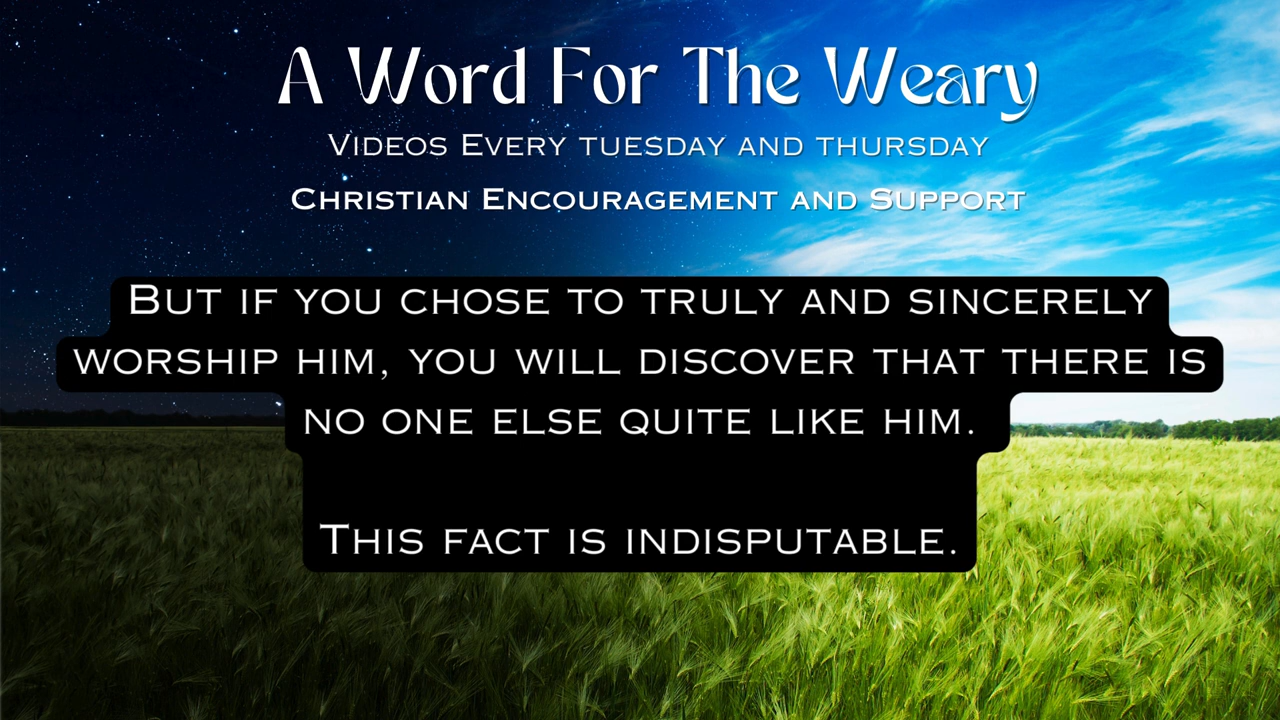 A Word For The Weary
Videos Every Tuesday and Thursday
Christian Encouragement and Support
But if you chose to truly and sincerely
worship Him, you will discover that there is
no one else quite like Him.
This fact is indisputable.